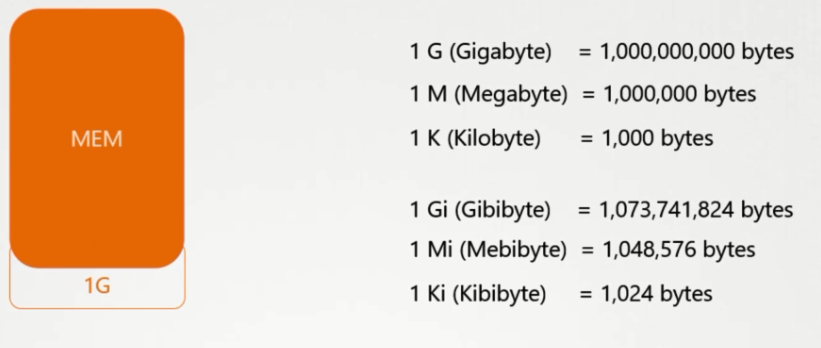 MEM
1G
1 G (Gigabyte) = 1,000,000,000 bytes
1 M (Megabyte) = 1,000,000 bytes
1 K (Kilobyte) = 1,000 bytes
1 Gi (Gibibyte) = 1,073,741,824 bytes
1 Mi (Mebibyte) = 1,048,576 bytes
1 Ki (Kibibyte) = 1,024 bytes